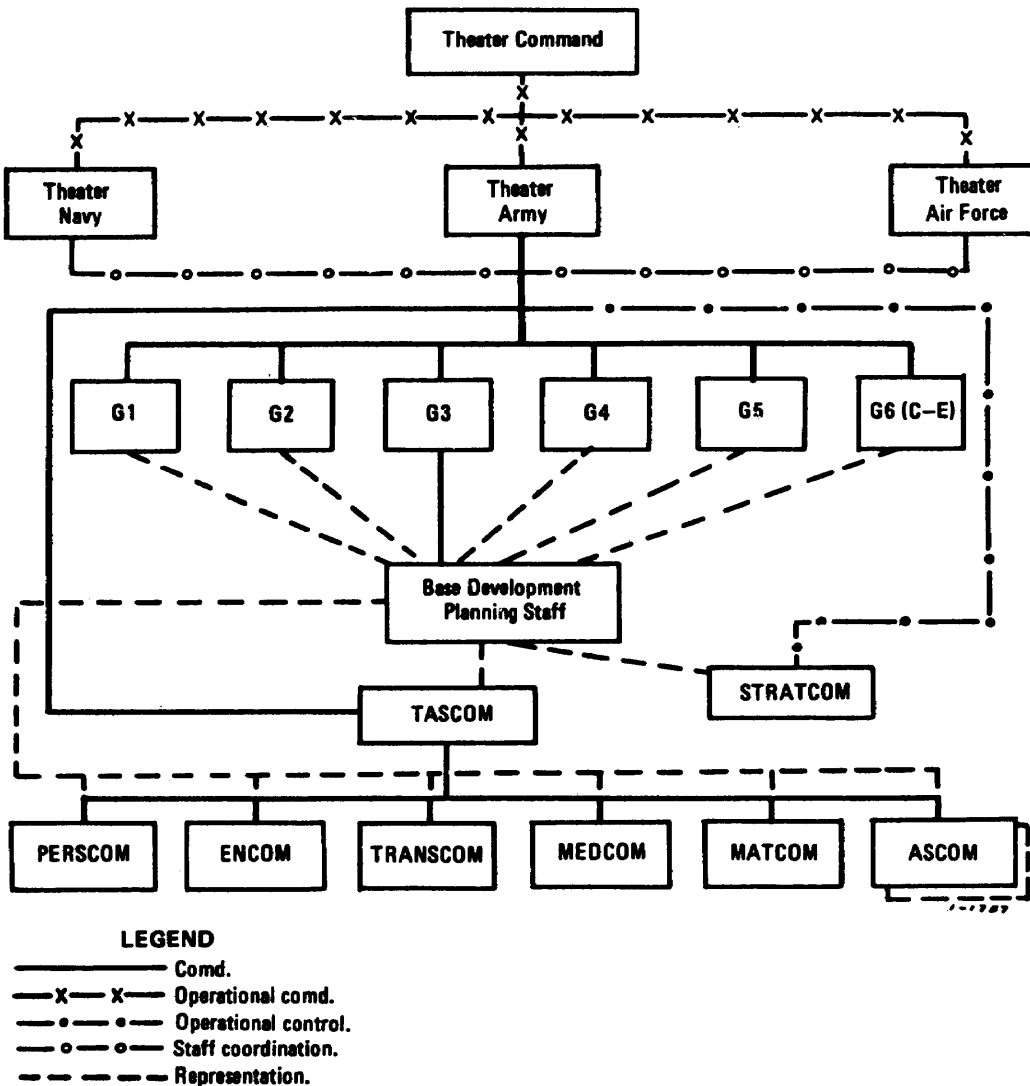 Theater Command
Theater
Navy
Theater
Army
Theater
Air Force
G1
G2
G3
G4
G5
G6 (C-E)
Base Development
Planning Staff
STRATCOM
TASCOM
PERSCOM
ENCOM
TRANSCOM
MEDCOM
MATCOM
ASCOM
LEGEND
Comd.
Operational comd.
Operational control.
Staff coordination.
Representation.